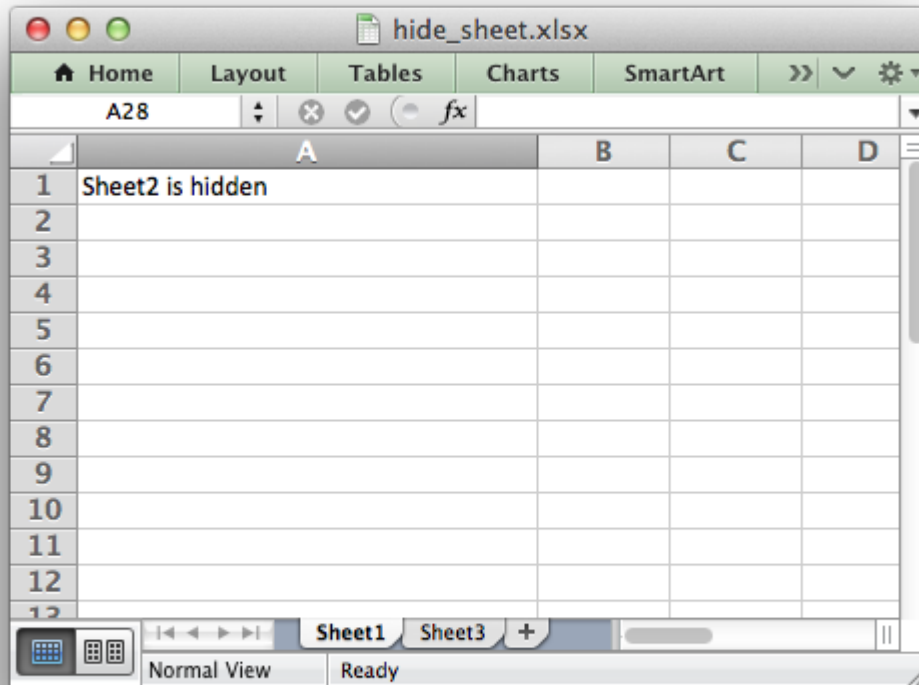 hide_sheet.xlsx
Home Layout Tables Charts SmartArt
A28 fx
A B C D
1 Sheet2 is hidden
2
3
4
5
6
7
8
9
10
11
12
13
Sheet1 Sheet3 +
Normal View Ready